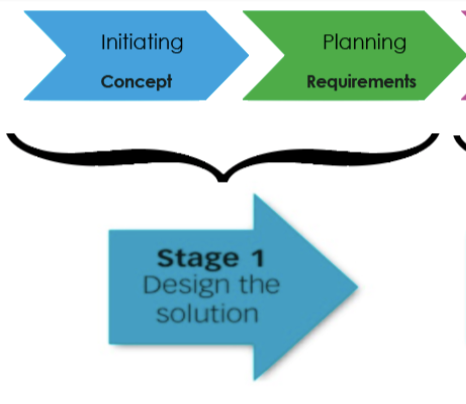 Initiating
Concept
Planning
Requirements
Stage 1
Design the
solution